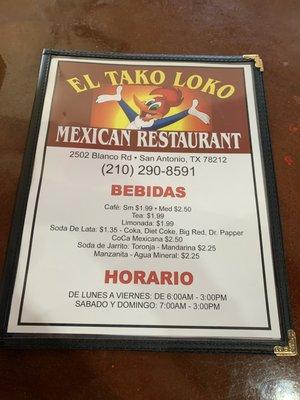 EL TAKO LOKO
MEXICAN RESTAURANT
2502 Blanco Rd • San Antonio, TX 78212
(210) 290-8591
BEBIDAS
Café: Sm $1.99 • Med $2.50
Tea: $1.99
Limonada: $1.99
Soda De Lata: $1.35 - Coka, Diet Coke, Big Red, Dr. Papper
CoCa Mexicana $2.50
Soda de Jarrito: Toronja - Mandarina $2.25
Manzanita - Agua Mineral: $2.25
HORARIO
DE LUNES A VIERNES: DE 6:00AM - 3:00PM
SABADO Y DOMINGO: 7:00AM - 3:00PM